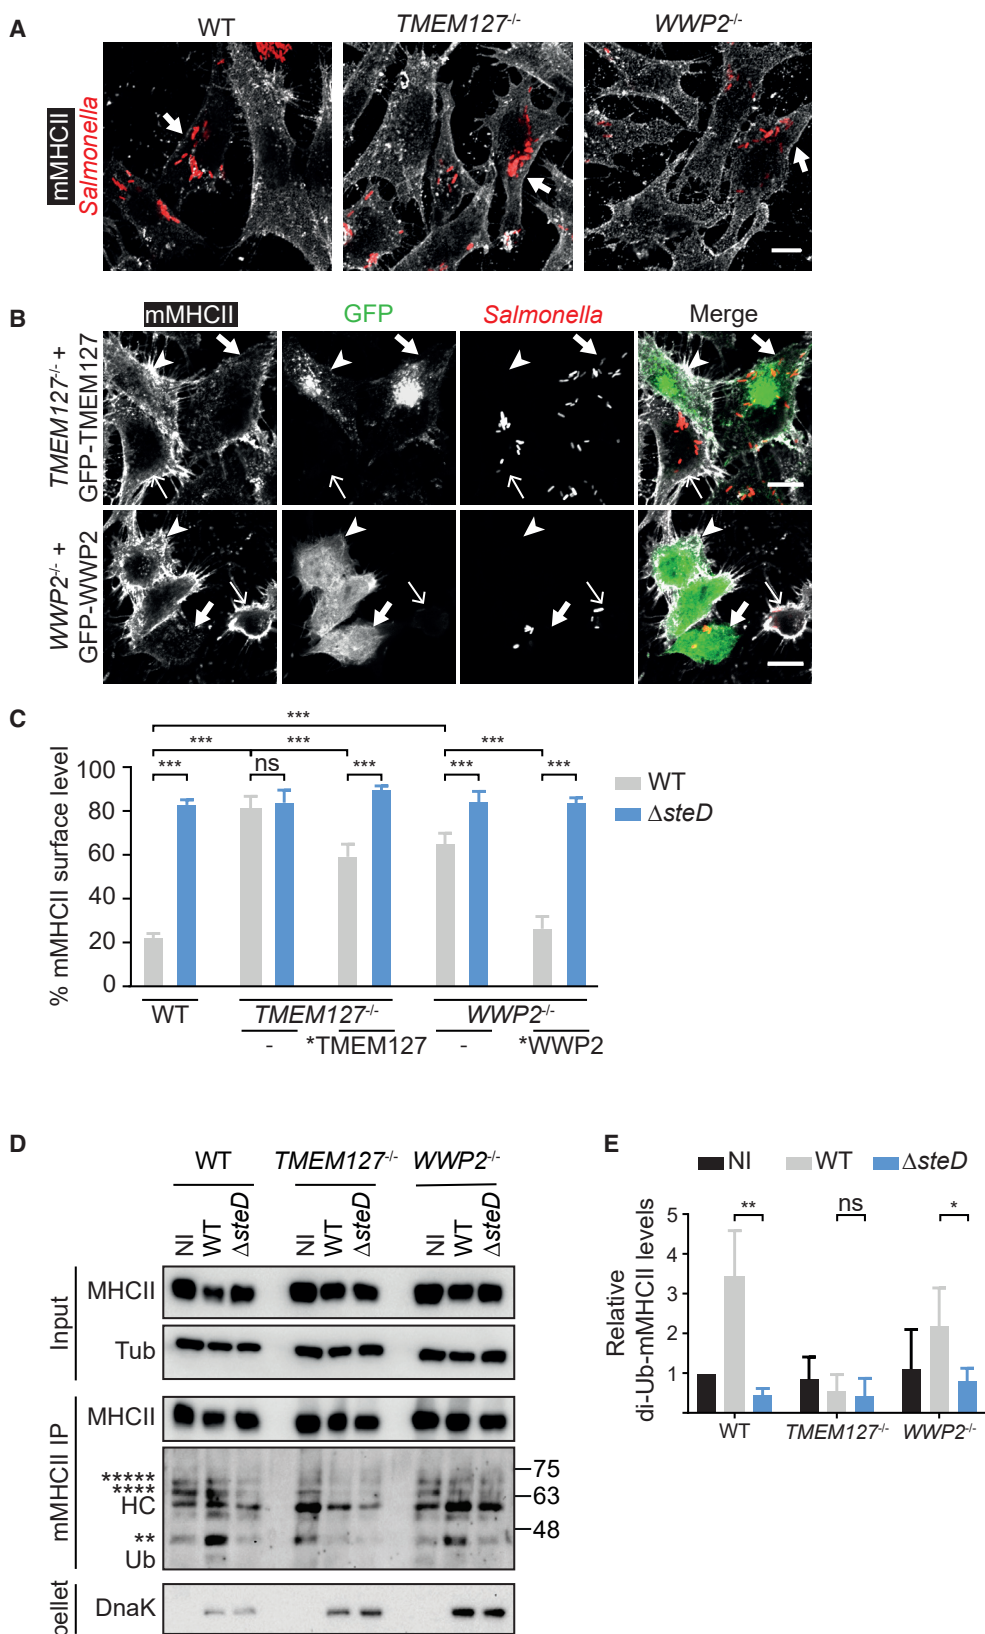 A
WT
TMEM127-/-
WWP2-/-
mMHCII
Salmonella
B
mMHCII
GFP
Salmonella
Merge
TMEM127-/- +
GFP-TMEM127
WWP2-/- +
GFP-WWP2
C
***
*** *** ***
*** ns *** *** ***
% mMHCII surface level
100
80
60
40
20
0
WT
ΔsteD
WT
TMEM127-/-
WWP2-/-
- *TMEM127 - *WWP2
D
WT
TMEM127-/-
WWP2-/-
NI WT ΔsteD NI WT ΔsteD NI WT ΔsteD
Input
MHCII
Tub
mMHCII IP
MHCII
*****
****
HC
**
Ub
75
63
48
pellet
DnaK
E
NI WT ΔsteD
** ns *
Relative
di-Ub-mMHCII levels
5
4
3
2
1
WT
TMEM127-/-
WWP2-/-